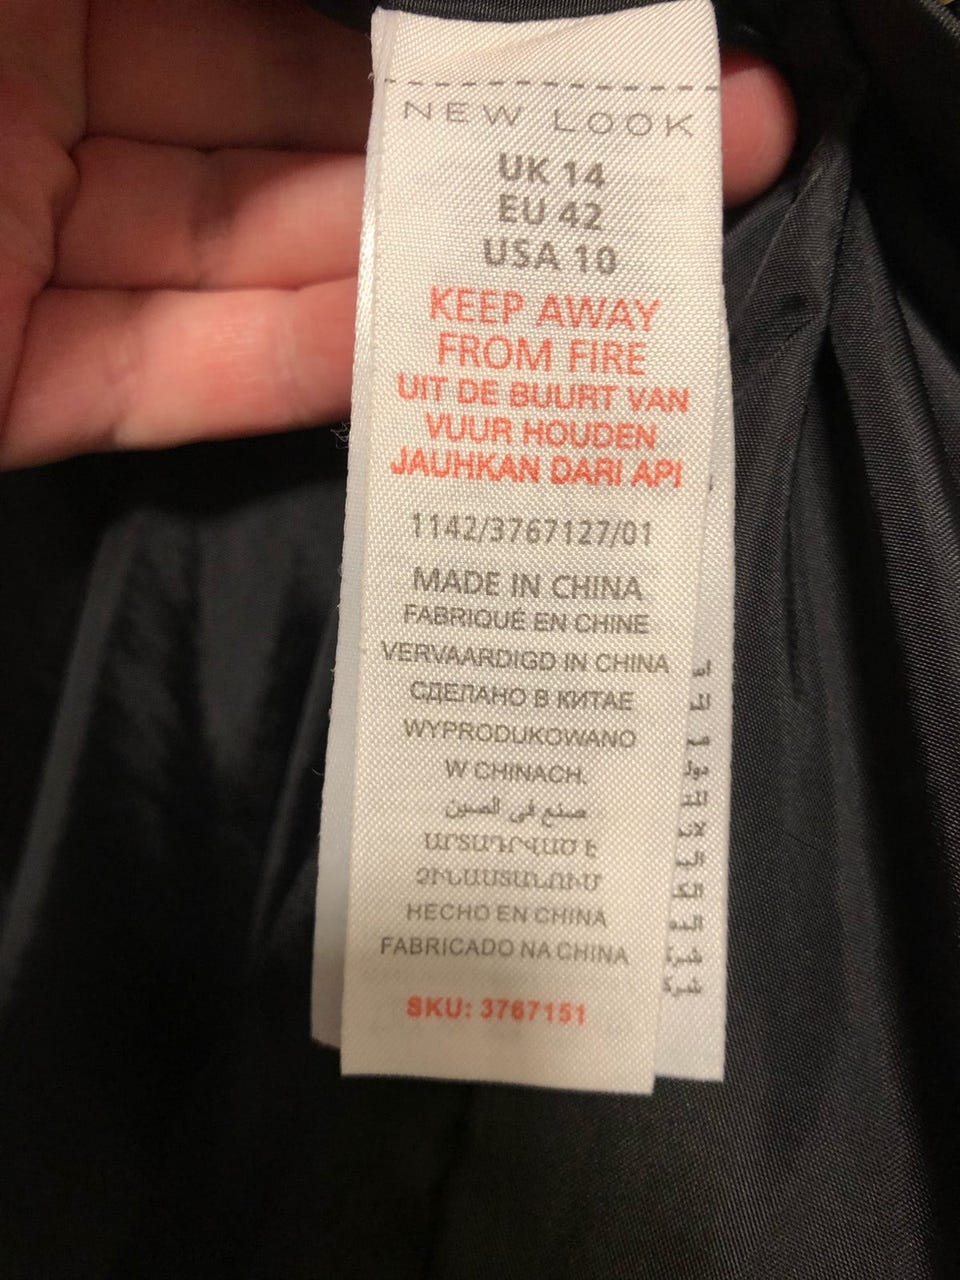 NEW LOOK
UK 14
EU 42
USA 10
KEEP AWAY
FROM FIRE
UIT DE BUURT VAN
VUUR HOUDEN
JAUHKAN DARI API
1142/3767127/01
MADE IN CHINA
FABRIQUÉ EN CHINE
VERVAARDIGD IN CHINA
СДЕЛАНО В КИТАЕ
WYPRODUKOWANO
W CHINACH.
صنع في الصين
ԱՐՏԱԴՐՎԱԾ Է
ՉԻՆԱՍՏԱՆՈՒՄ
HECHO EN CHINA
FABRICADO NA CHINA
SKU: 3767151